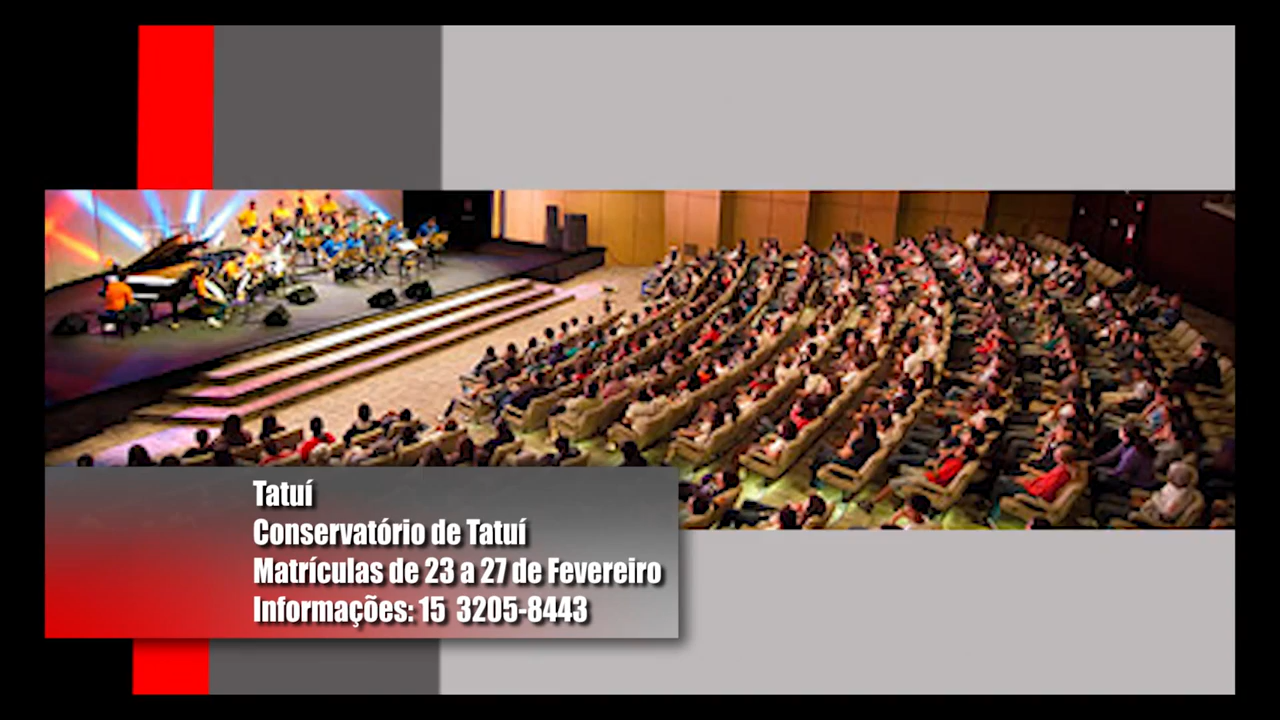 Tatuí
Conservatório de Tatuí
Matrículas de 23 a 27 de Fevereiro
Informações: 15 3205-8443